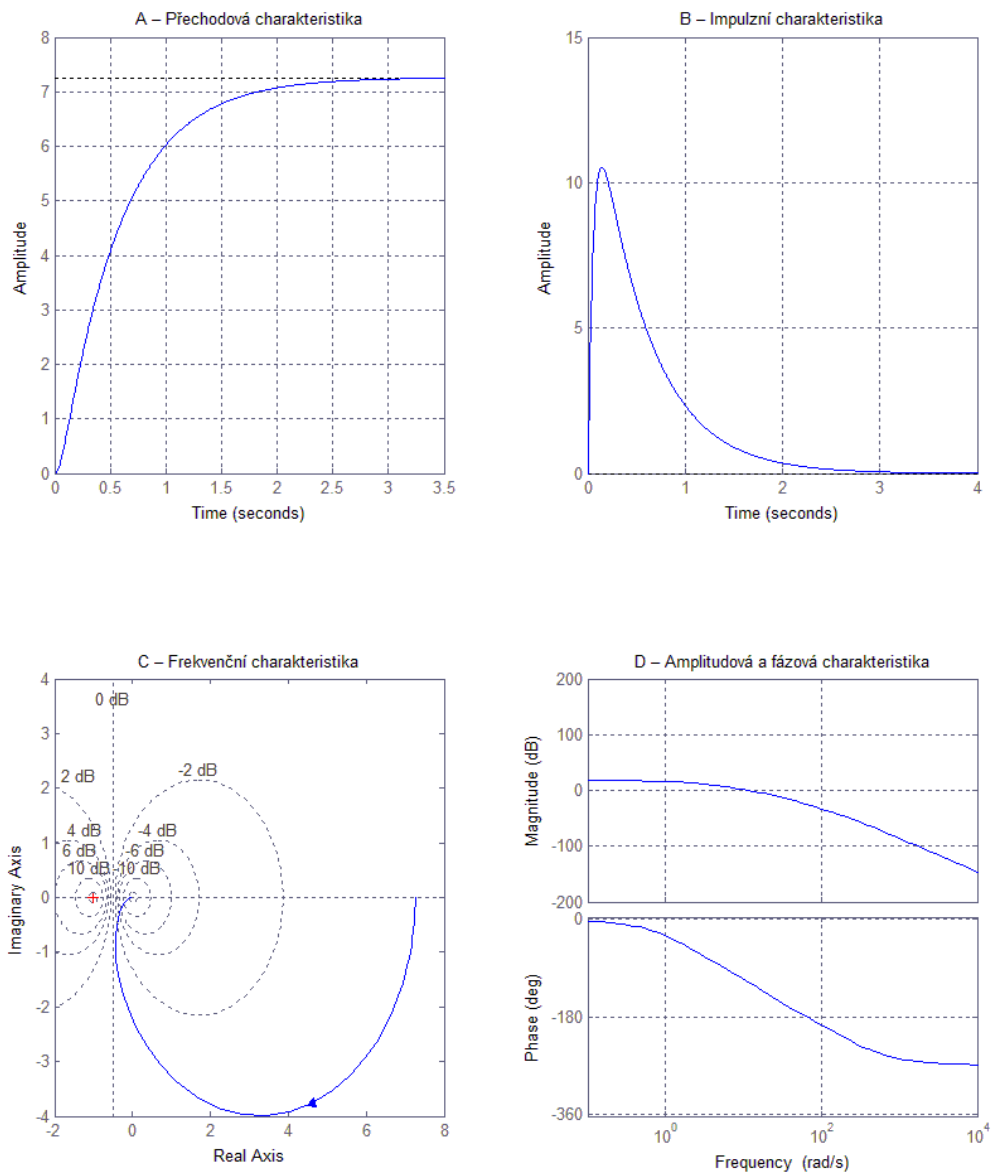 A – Přechodová charakteristika
8
7
6
5
4
3
2
1
0
Amplitude
0 0.5 1 1.5 2 2.5 3 3.5
Time (seconds)
B – Impulzní charakteristika
15
10
5
0
Amplitude
0 1 2 3 4
Time (seconds)
C – Frekvenční charakteristika
4
3
2
1
0
-1
-2
-3
-4
Imaginary Axis
0 dB
2 dB
-2 dB
4 dB
-4 dB
6 dB
-6 dB
10 dB
-10 dB
-2 0 2 4 6 8
Real Axis
D – Amplitudová a fázová charakteristika
200
100
0
-100
-200
Magnitude (dB)
0
-180
-360
Phase (deg)
10^0 10^2 10^4
Frequency (rad/s)